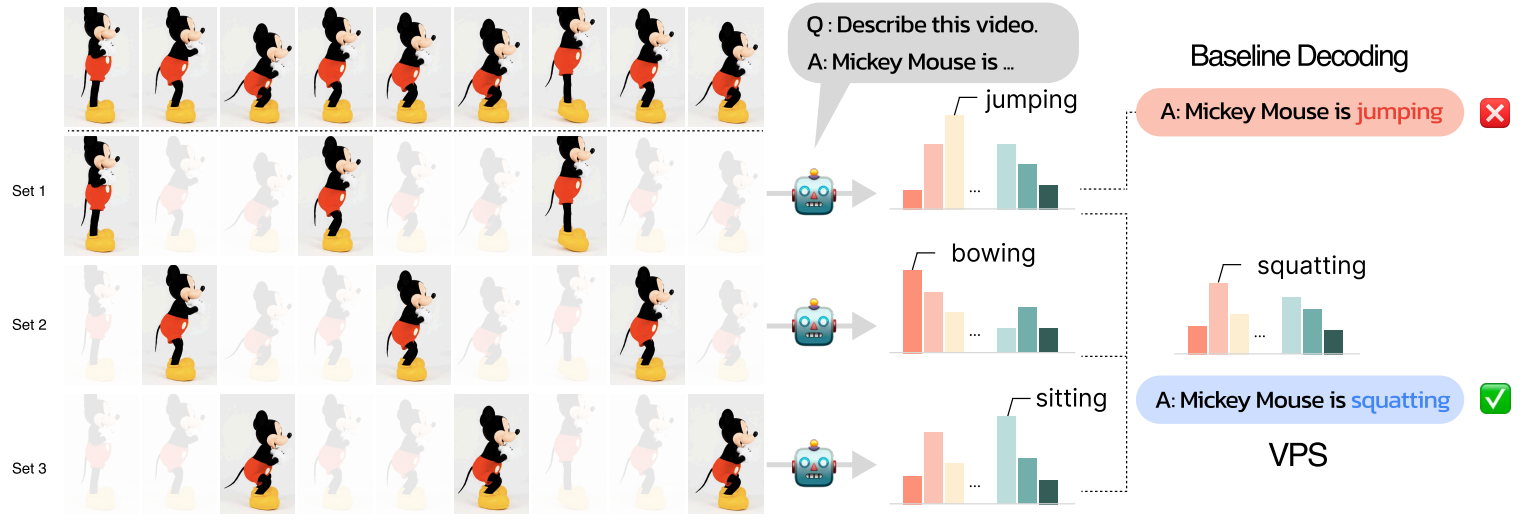 Q : Describe this video.
A: Mickey Mouse is ...
Baseline Decoding
jumping
A: Mickey Mouse is jumping
Set 1
...
bowing
squatting
Set 2
...
...
sitting
A: Mickey Mouse is squatting
Set 3
...
VPS